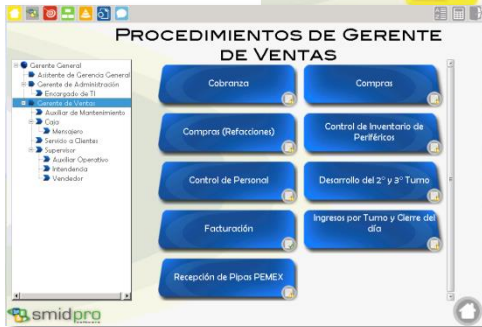 PROCEDIMIENTOS DE GERENTE
DE VENTAS
Gerente General
Asistente de Gerencia General
Gerente de Administración
Encargado de TI
Gerente de Ventas
Auxiliar de Mantenimiento
Caja
Mensajero
Servicio a Clientes
Supervisor
Auxiliar Operativo
Intendencia
Vendedor
Cobranza
Compras
Compras (Refacciones)
Control de Inventario de
Periféricos
Control de Personal
Desarrollo del 2° y 3° Turno
Facturación
Ingresos por Turno y Cierre del
día
Recepción de Pipas PEMEX
smidpro